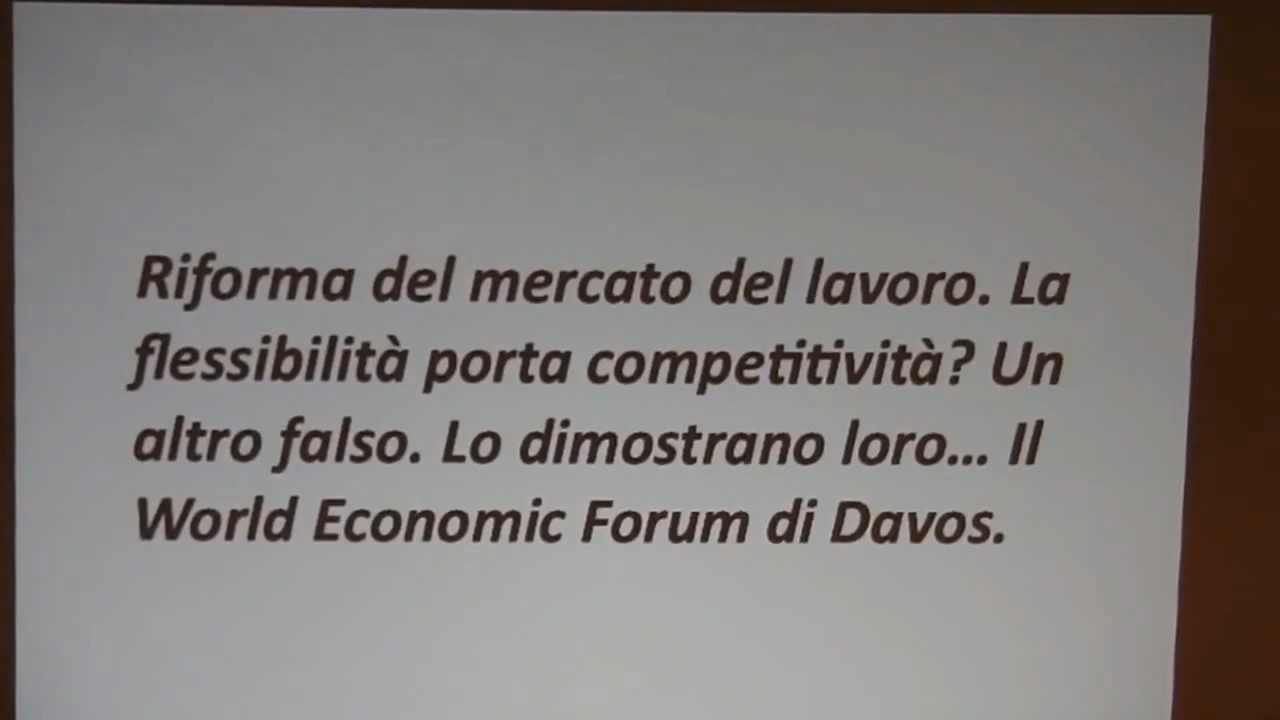 Riforma del mercato del lavoro. La
flessibilità porta competitività? Un
altro falso. Lo dimostrano loro... Il
World Economic Forum di Davos.